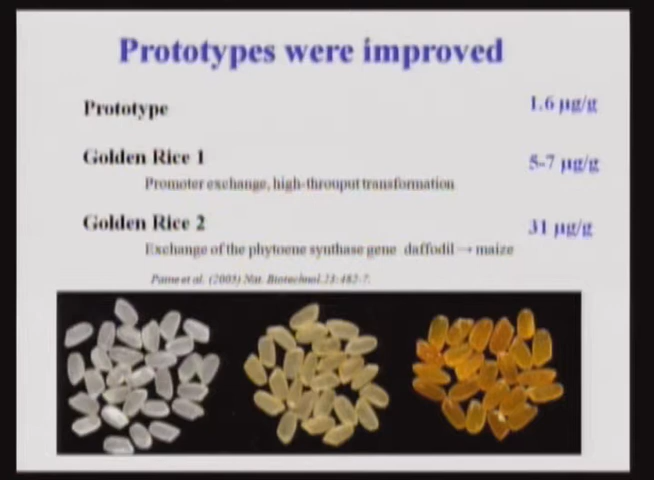 Prototypes were improved
Prototype 1.6 µg/g
Golden Rice 1 5-7 µg/g
Promoter exchange, high-throuput transformation
Golden Rice 2 31 µg/g
Exchange of the phytoene synthase gene daffodil → maize
Paine et al. (2005) Nat. Biotechnol. 23:482-7.